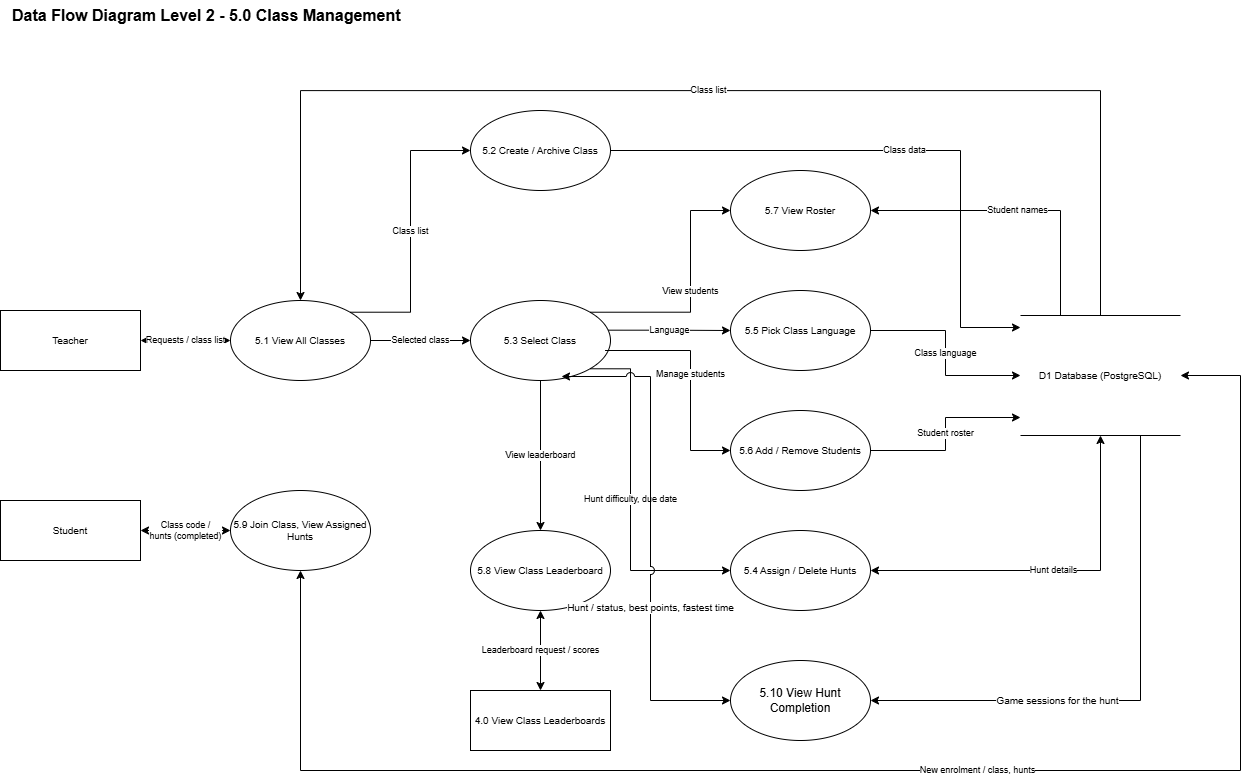 Data Flow Diagram Level 2 - 5.0 Class Management
Class list
5.2 Create / Archive Class
Class data
5.7 View Roster
Student names
Class list
View students
Teacher
Requests / class list
5.1 View All Classes
Selected class
5.3 Select Class
Language
5.5 Pick Class Language
Class language
Manage students
D1 Database (PostgreSQL)
Student roster
5.6 Add / Remove Students
View leaderboard
Hunt difficulty, due date
Student
Class code /
hunts (completed)
5.9 Join Class, View Assigned
Hunts
5.8 View Class Leaderboard
5.4 Assign / Delete Hunts
Hunt details
Hunt / status, best points, fastest time
Leaderboard request / scores
5.10 View Hunt
Completion
Game sessions for the hunt
4.0 View Class Leaderboards
New enrolment / class, hunts